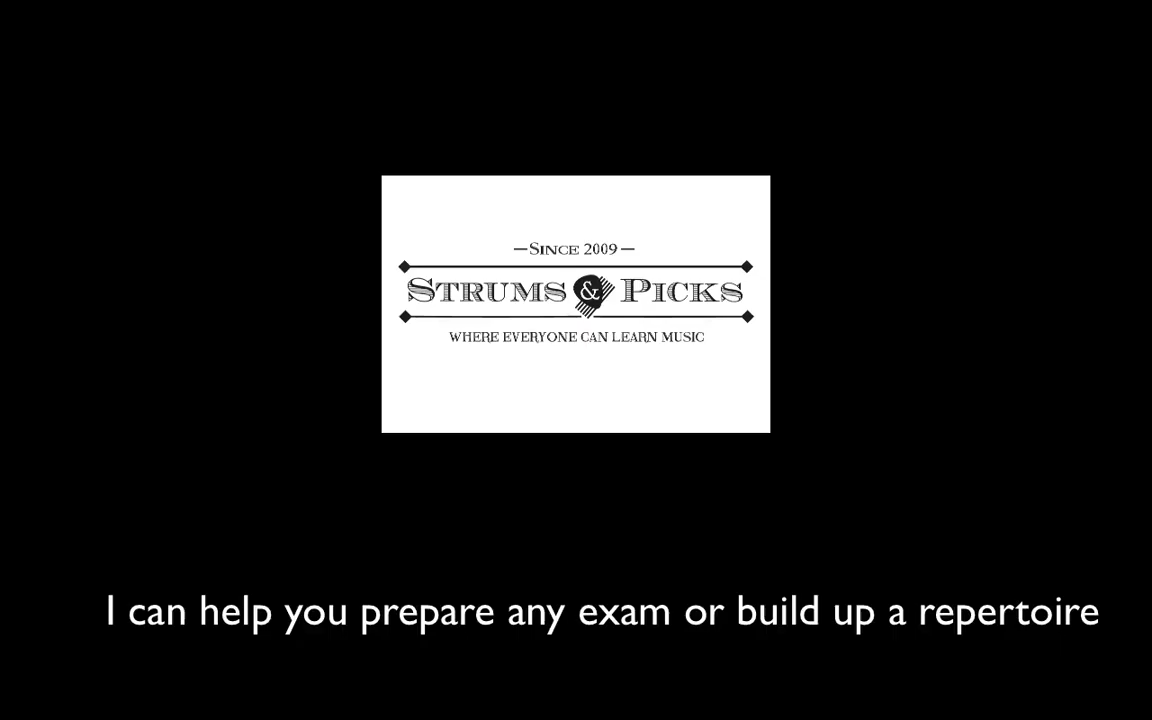 —SINCE 2009—
STRUMS & PICKS
WHERE EVERYONE CAN LEARN MUSIC
I can help you prepare any exam or build up a repertoire